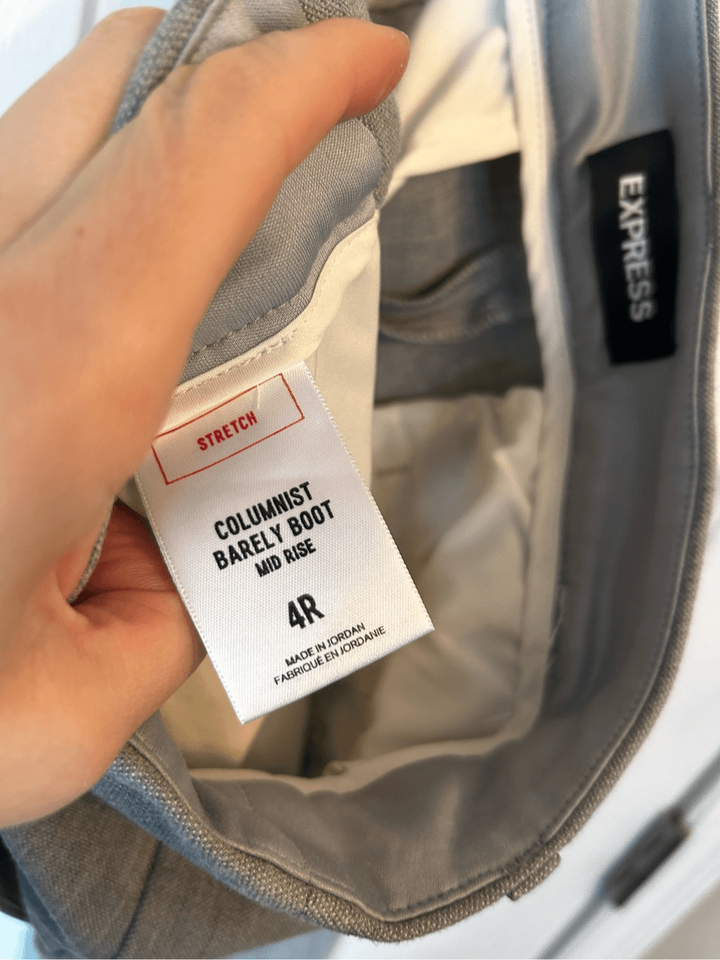 STRETCH
COLUMNIST
BARELY BOOT
MID RISE
4R
MADE IN JORDAN
FABRIQUÉ EN JORDANIE
EXPRESS